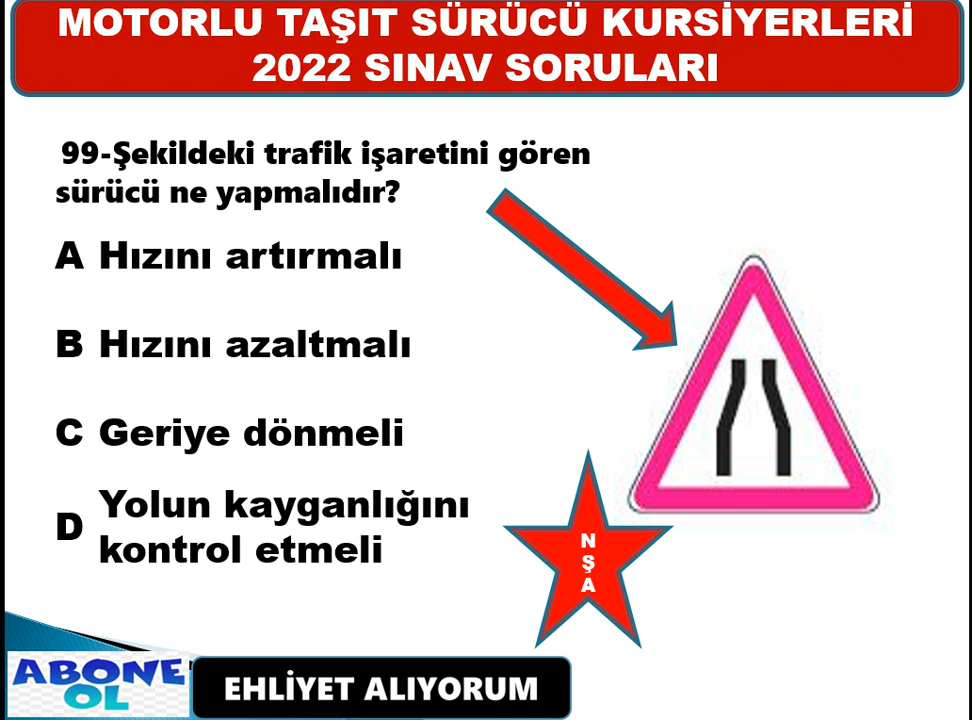 MOTORLU TAŞIT SÜRÜCÜ KURSİYERLERİ
2022 SINAV SORULARI
99-Şekildeki trafik işaretini gören
sürücü ne yapmalıdır?
A Hızını artırmalı
B Hızını azaltmalı
C Geriye dönmeli
D Yolun kayganlığını
kontrol etmeli
N
Ş
A
ABONE
OL
EHLİYET ALIYORUM